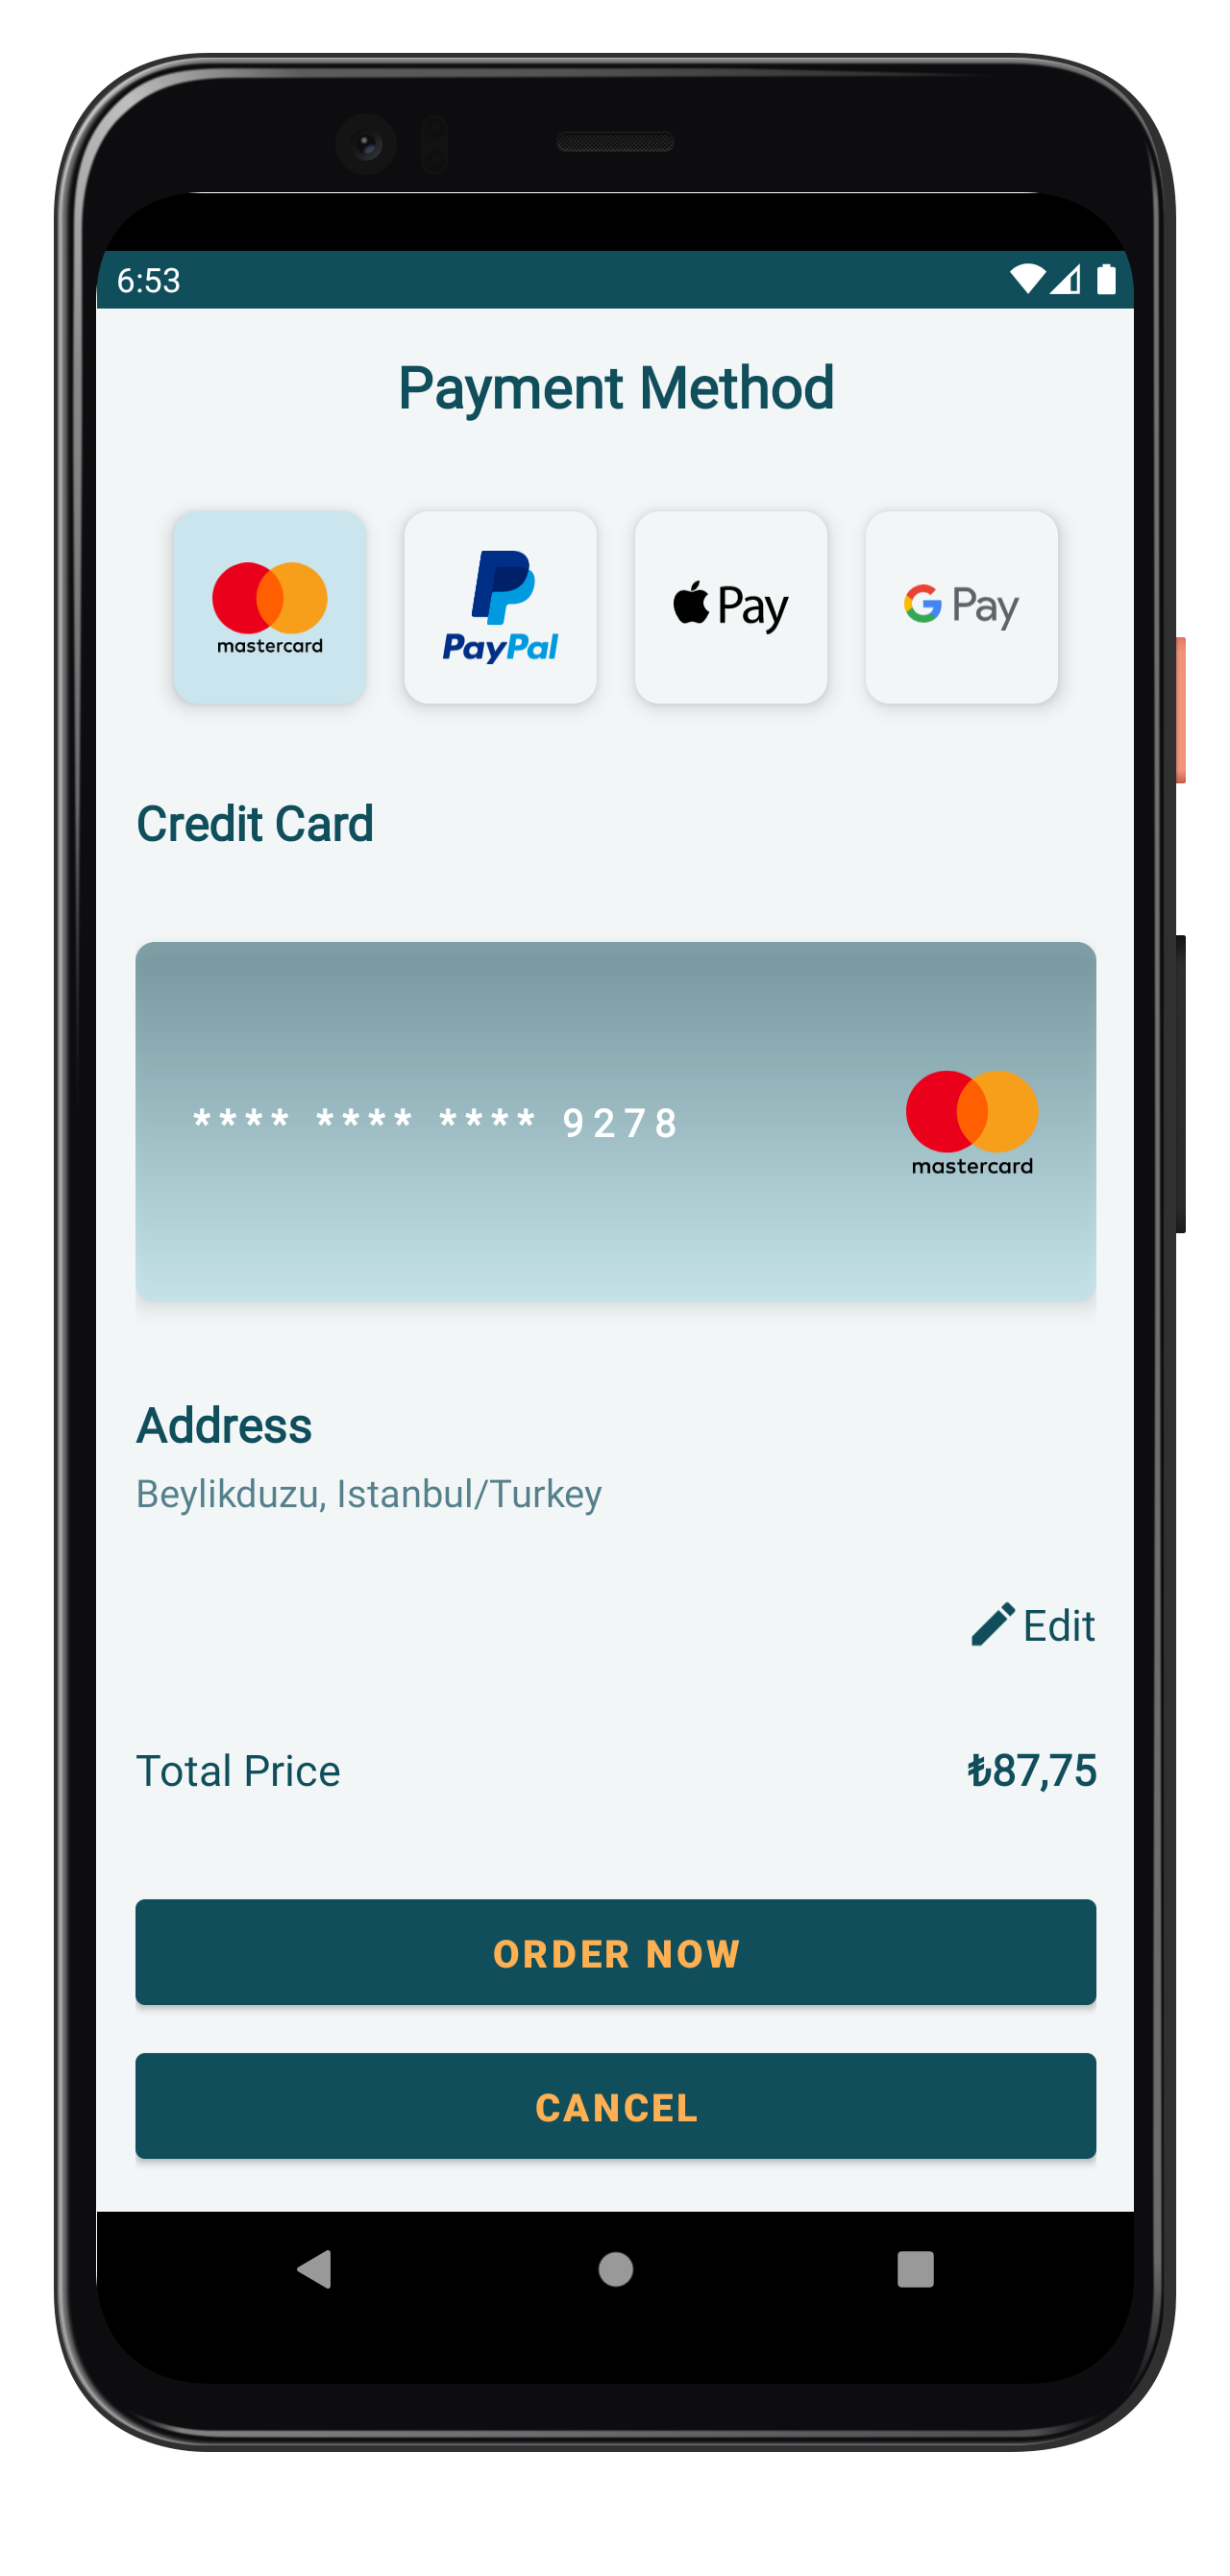 6:53
Payment Method
mastercard
PayPal
Pay
G Pay
Credit Card
**** **** **** 9278
mastercard
Address
Beylikduzu, Istanbul/Turkey
Edit
Total Price ₺87,75
ORDER NOW
CANCEL